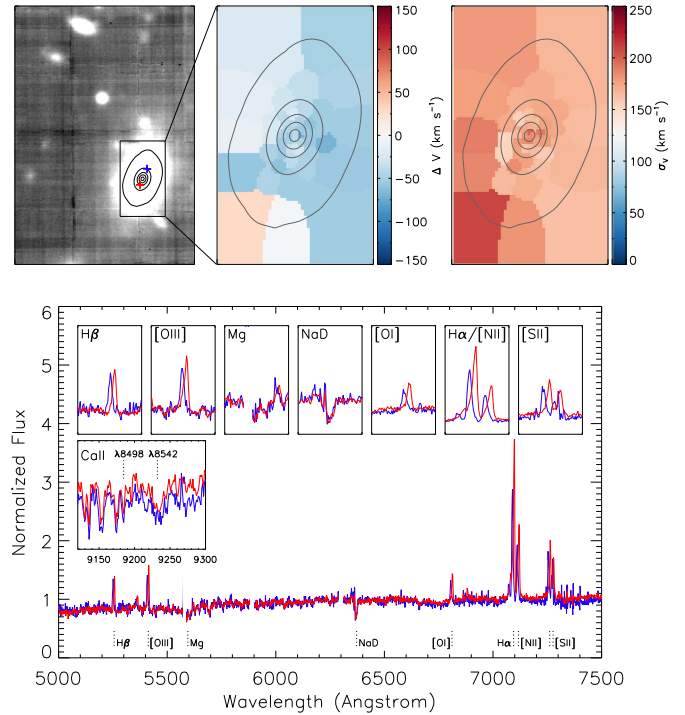 150
100
50
0
−50
−100
−150
Δ V (km s⁻¹)
250
200
150
100
50
0
σᵥ (km s⁻¹)
6
5
4
3
2
1
0
Normalized Flux
Hβ
[OIII]
Mg
NaD
[OI]
Hα/[NII]
[SII]
CaII
λ8498 λ8542
9150 9200 9250 9300
Hβ [OIII] Mg NaD [OI] Hα [NII] [SII]
5000 5500 6000 6500 7000 7500
Wavelength (Angstrom)